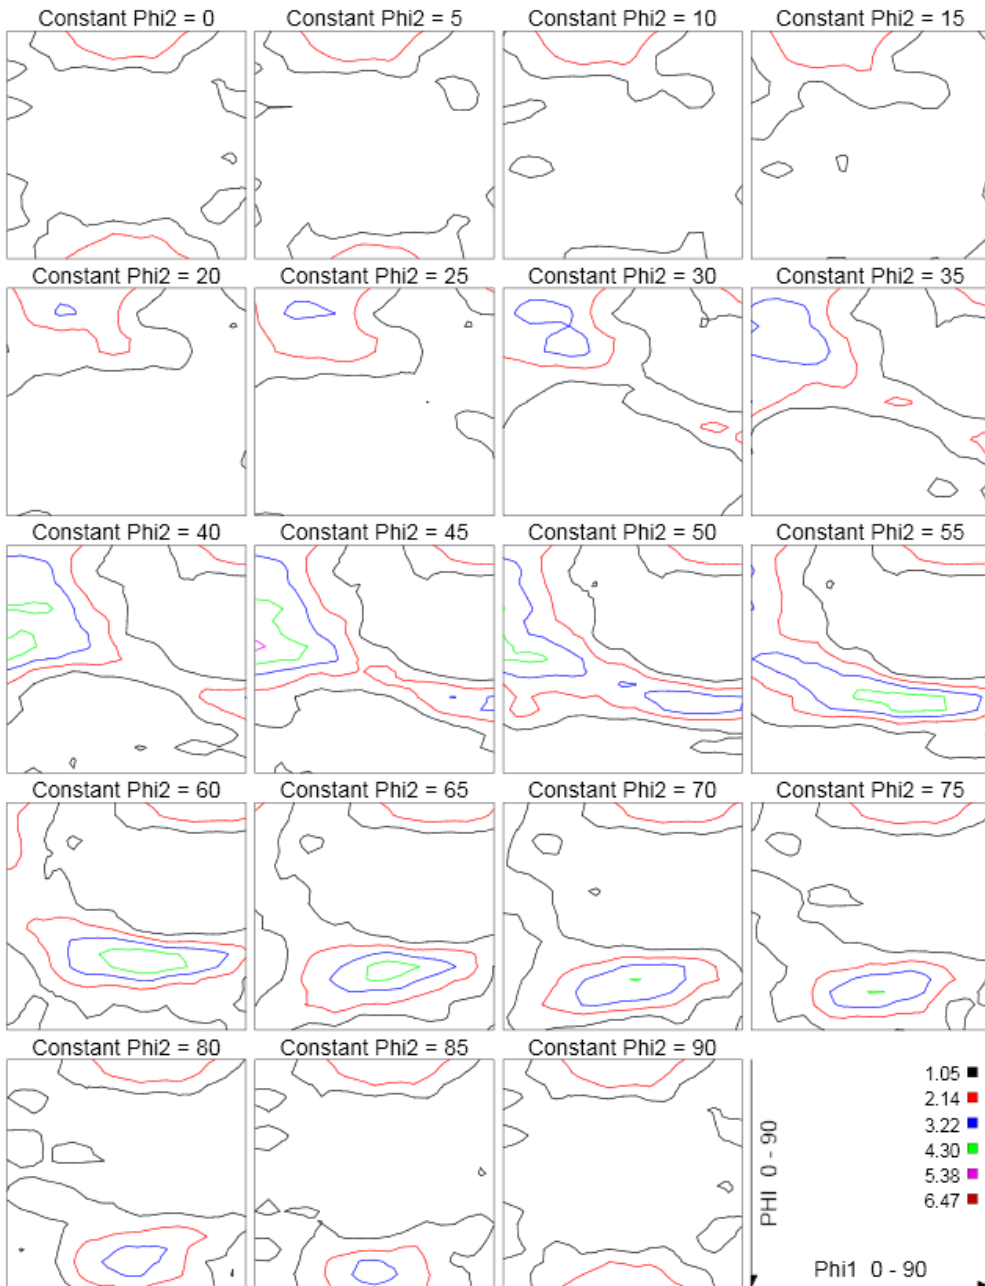 Constant Phi2 = 0
Constant Phi2 = 5
Constant Phi2 = 10
Constant Phi2 = 15
Constant Phi2 = 20
Constant Phi2 = 25
Constant Phi2 = 30
Constant Phi2 = 35
Constant Phi2 = 40
Constant Phi2 = 45
Constant Phi2 = 50
Constant Phi2 = 55
Constant Phi2 = 60
Constant Phi2 = 65
Constant Phi2 = 70
Constant Phi2 = 75
Constant Phi2 = 80
Constant Phi2 = 85
Constant Phi2 = 90
1.05
2.14
3.22
4.30
5.38
6.47
PHI 0 - 90
Phi1 0 - 90